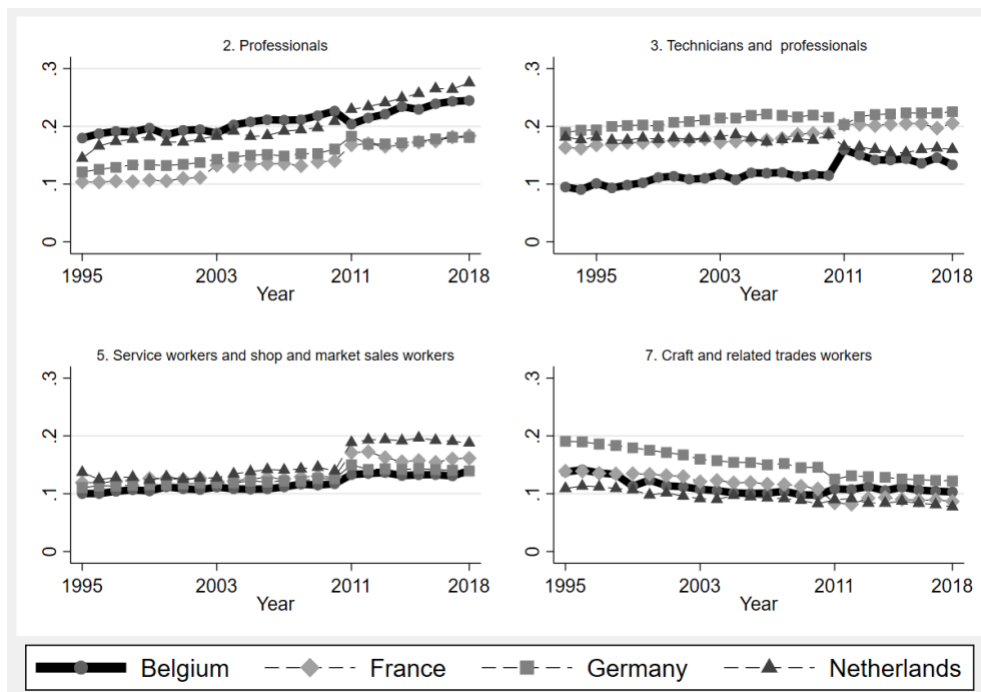 2. Professionals
3. Technicians and professionals
.3
.2
.1
0
1995 2003 2011 2018
Year
.3
.2
.1
0
1995 2003 2011 2018
Year
5. Service workers and shop and market sales workers
7. Craft and related trades workers
.3
.2
.1
0
1995 2003 2011 2018
Year
.3
.2
.1
0
1995 2003 2011 2018
Year
Belgium France Germany Netherlands